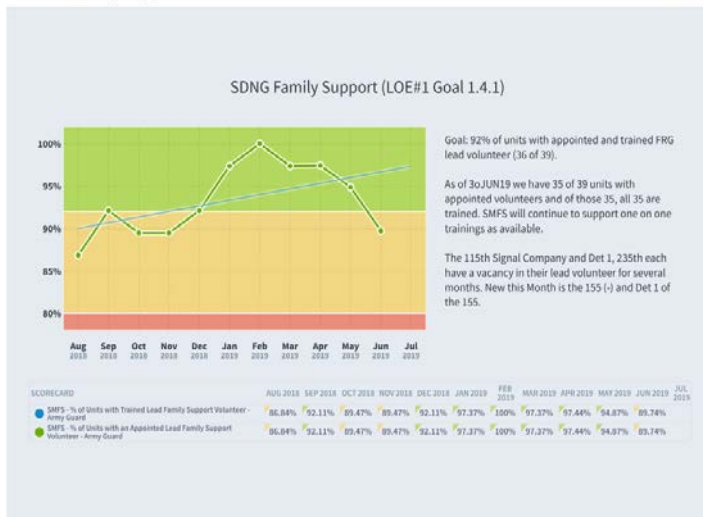 SDNG Family Support (LOE#1 Goal 1.4.1)
100%
95%
90%
85%
80%
Aug Sep Oct Nov Dec Jan Feb Mar Apr May Jun Jul
2018 2018 2018 2018 2018 2019 2019 2019 2019 2019 2019 2019
Goal: 92% of units with appointed and trained FRG
lead volunteer (36 of 39).
As of 3oJUN19 we have 35 of 39 units with
appointed volunteers and of those 35, all 35 are
trained. SMFS will continue to support one on one
trainings as available.
The 115th Signal Company and Det 1, 235th each
have a vacancy in their lead volunteer for several
months. New this Month is the 155 (-) and Det 1 of
the 155.
SCORECARD AUG 2018 SEP 2018 OCT 2018 NOV 2018 DEC 2018 JAN 2019 FEB 2019 MAR 2019 APR 2019 MAY 2019 JUN 2019 JUL 2019
SMFS - % of Units with Trained Lead Family Support Volunteer -
Army Guard
86.84% 92.11% 89.47% 89.47% 92.11% 97.37% 100% 97.37% 97.44% 94.87% 89.74%
SMFS - % of Units with an Appointed Lead Family Support
Volunteer - Army Guard
86.84% 92.11% 89.47% 89.47% 92.11% 97.37% 100% 97.37% 97.44% 94.87% 89.74%